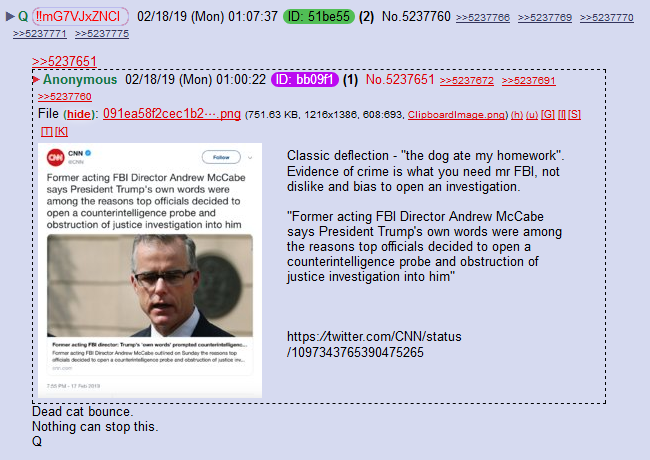 Q !!mG7VJxZNCI 02/18/19 (Mon) 01:07:37 ID: 51be55 (2) No.5237760 >>5237766 >>5237769 >>5237770
>>5237771 >>5237775
>>5237651
Anonymous 02/18/19 (Mon) 01:00:22 ID: bb09f1 (1) No.5237651 >>5237672 >>5237691
>>5237760
File (hide): 091ea58f2cec1b2⋯.png (751.63 KB, 1216x1386, 608:693, ClipboardImage.png) (h) (u) [G] [I] [S]
[T] [K]
CNN
CNN
@CNN
Follow
Former acting FBI Director Andrew McCabe
says President Trump's own words were
among the reasons top officials decided to
open a counterintelligence probe and
obstruction of justice investigation into him
Former acting FBI director: Trump's 'own words' prompted counterintelligenc...
Former acting FBI Director Andrew McCabe outlined on Sunday the reasons top
officials decided to open a counterintelligence probe and obstruction of justice inv...
cnn.com
7:55 PM - 17 Feb 2019
Classic deflection - "the dog ate my homework".
Evidence of crime is what you need mr FBI, not
dislike and bias to open an investigation.
"Former acting FBI Director Andrew McCabe
says President Trump's own words were among
the reasons top officials decided to open a
counterintelligence probe and obstruction of
justice investigation into him"
https://twitter.com/CNN/status
/1097343765390475265
Dead cat bounce.
Nothing can stop this.
Q